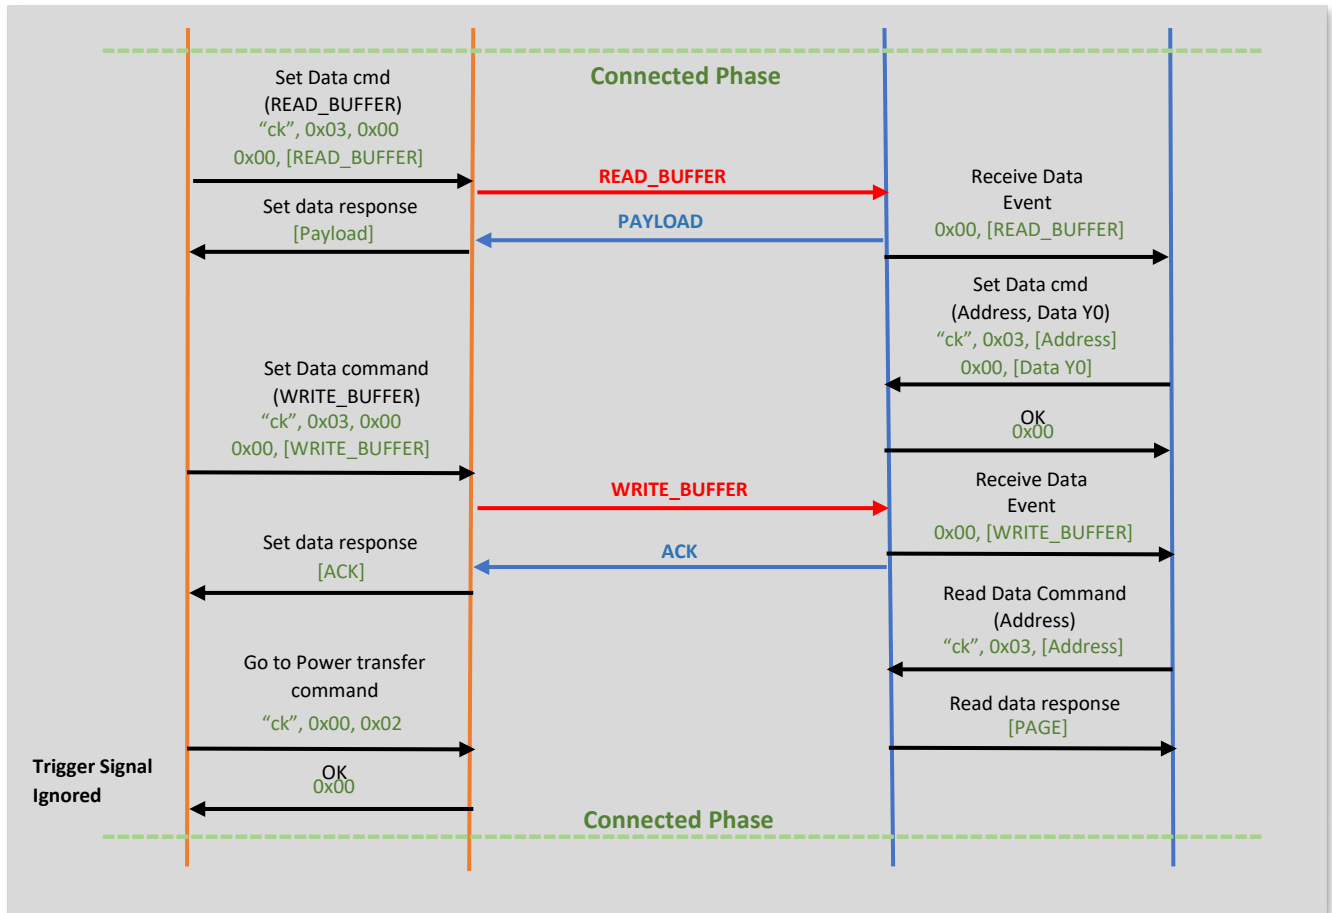 Connected Phase
Set Data cmd
(READ_BUFFER)
“ck”, 0x03, 0x00
0x00, [READ_BUFFER]
READ_BUFFER
Receive Data
Event
0x00, [READ_BUFFER]
Set data response
[Payload]
PAYLOAD
Set Data cmd
(Address, Data Y0)
“ck”, 0x03, [Address]
0x00, [Data Y0]
Set Data command
(WRITE_BUFFER)
“ck”, 0x03, 0x00
0x00, [WRITE_BUFFER]
OK
0x00
WRITE_BUFFER
Receive Data
Event
0x00, [WRITE_BUFFER]
Set data response
[ACK]
ACK
Read Data Command
(Address)
“ck”, 0x03, [Address]
Go to Power transfer
command
“ck”, 0x00, 0x02
Read data response
[PAGE]
Trigger Signal
Ignored
OK
0x00
Connected Phase